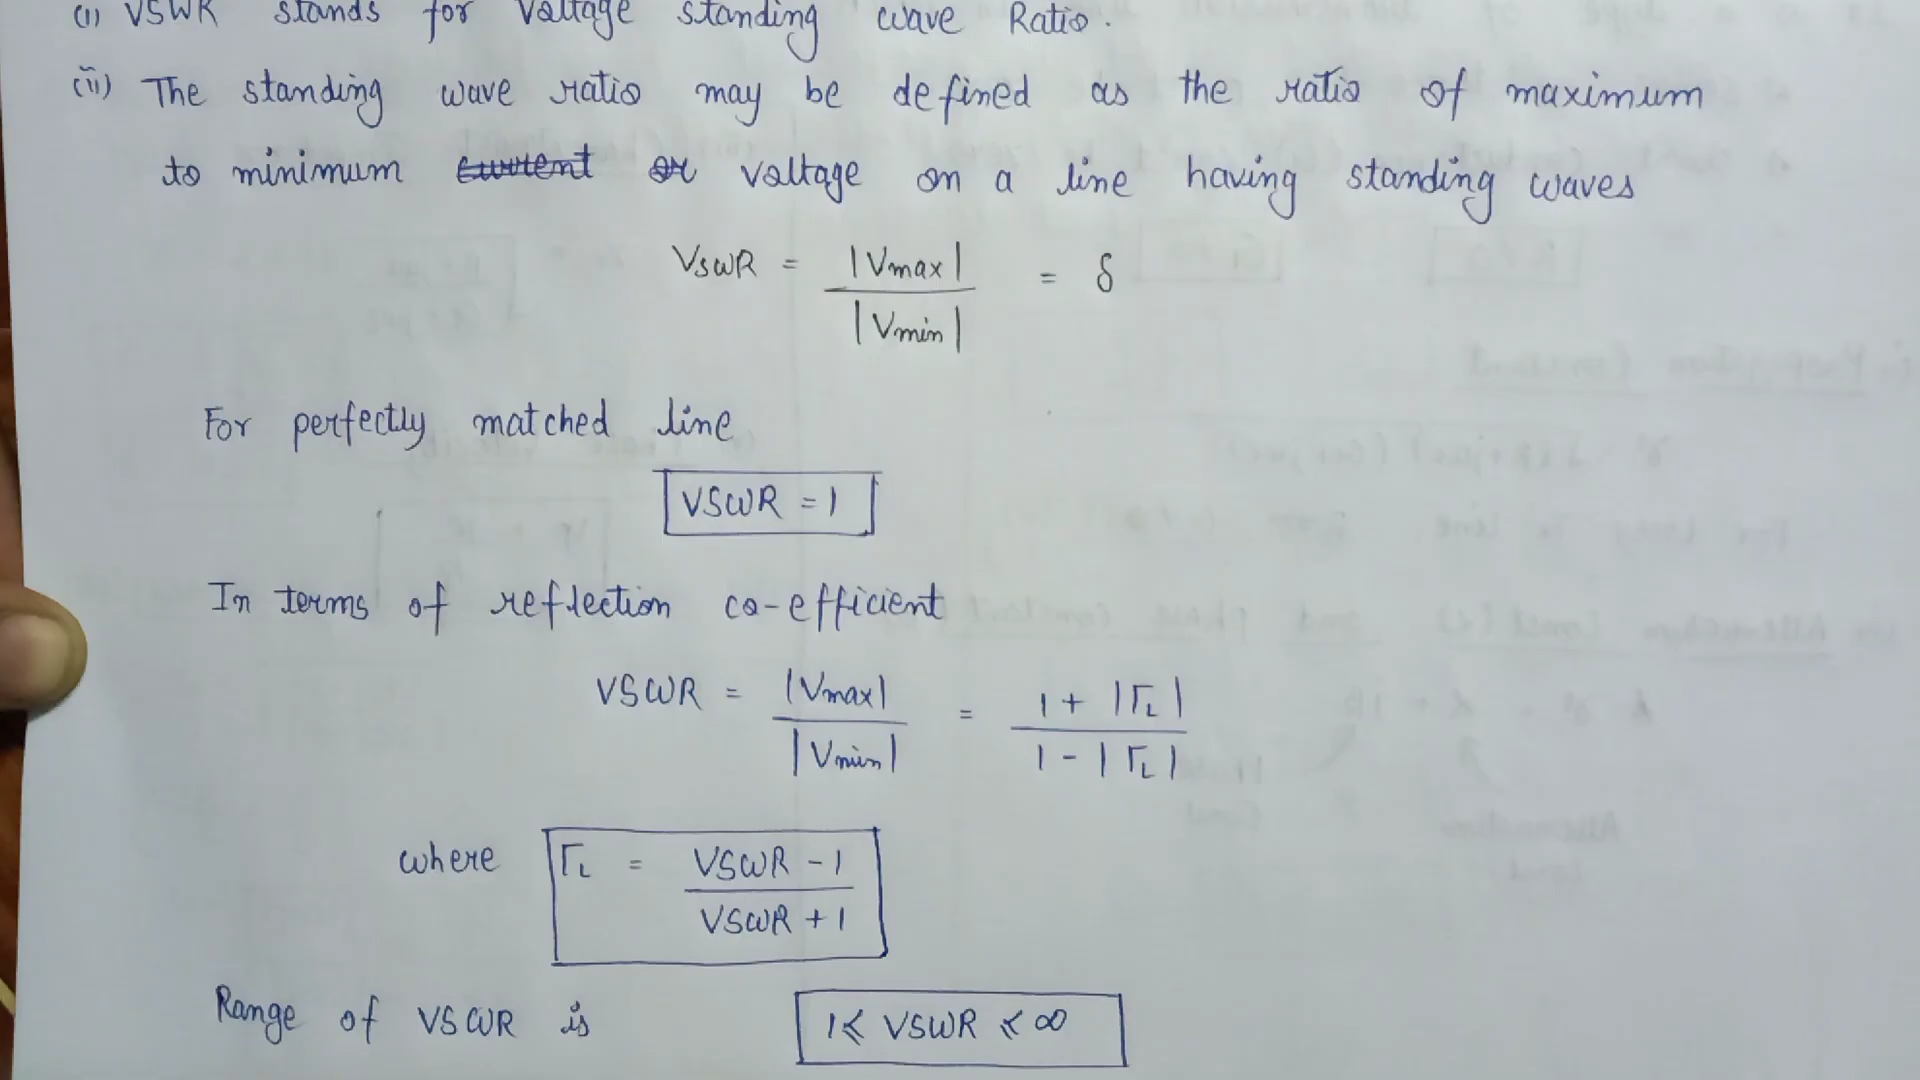 (i) VSWR stands for Voltage standing wave Ratio.
(ii) The standing wave ratio may be defined as the ratio of maximum
to minimum current or voltage on a line having standing waves
VSWR = |Vmax| / |Vmin| = δ
For perfectly matched line
VSWR = 1
In terms of reflection co-efficient
VSWR = |Vmax| / |Vmin| = 1 + |Γ_L| / 1 - |Γ_L|
where Γ_L = VSWR - 1 / VSWR + 1
Range of VSWR is 1 ≤ VSWR ≤ ∞